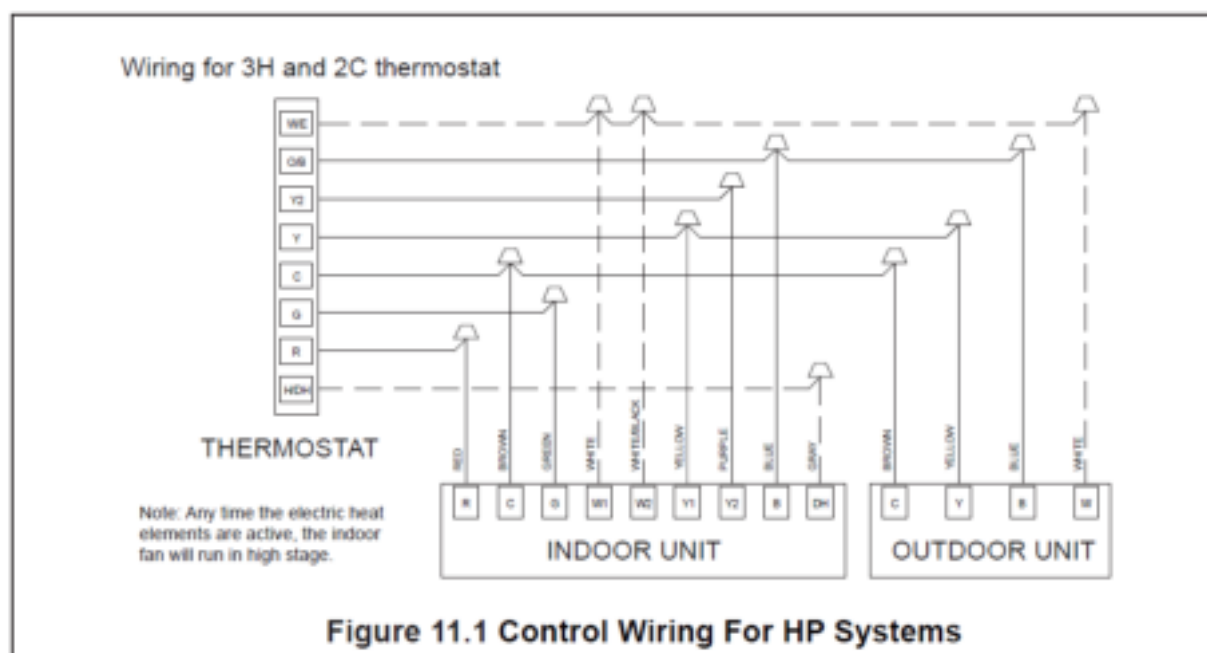 Wiring for 3H and 2C thermostat
WE
O/B
Y2
Y
C
G
R
H/DH
THERMOSTAT
RED
BROWN
GREEN
WHITE
WHITE/BLACK
YELLOW
PURPLE
BLUE
GRAY
BROWN
YELLOW
BLUE
WHITE
R C G W1 W2 Y1 Y2 B DH
C Y B W
INDOOR UNIT
OUTDOOR UNIT
Note: Any time the electric heat
elements are active, the indoor
fan will run in high stage.
Figure 11.1 Control Wiring For HP Systems